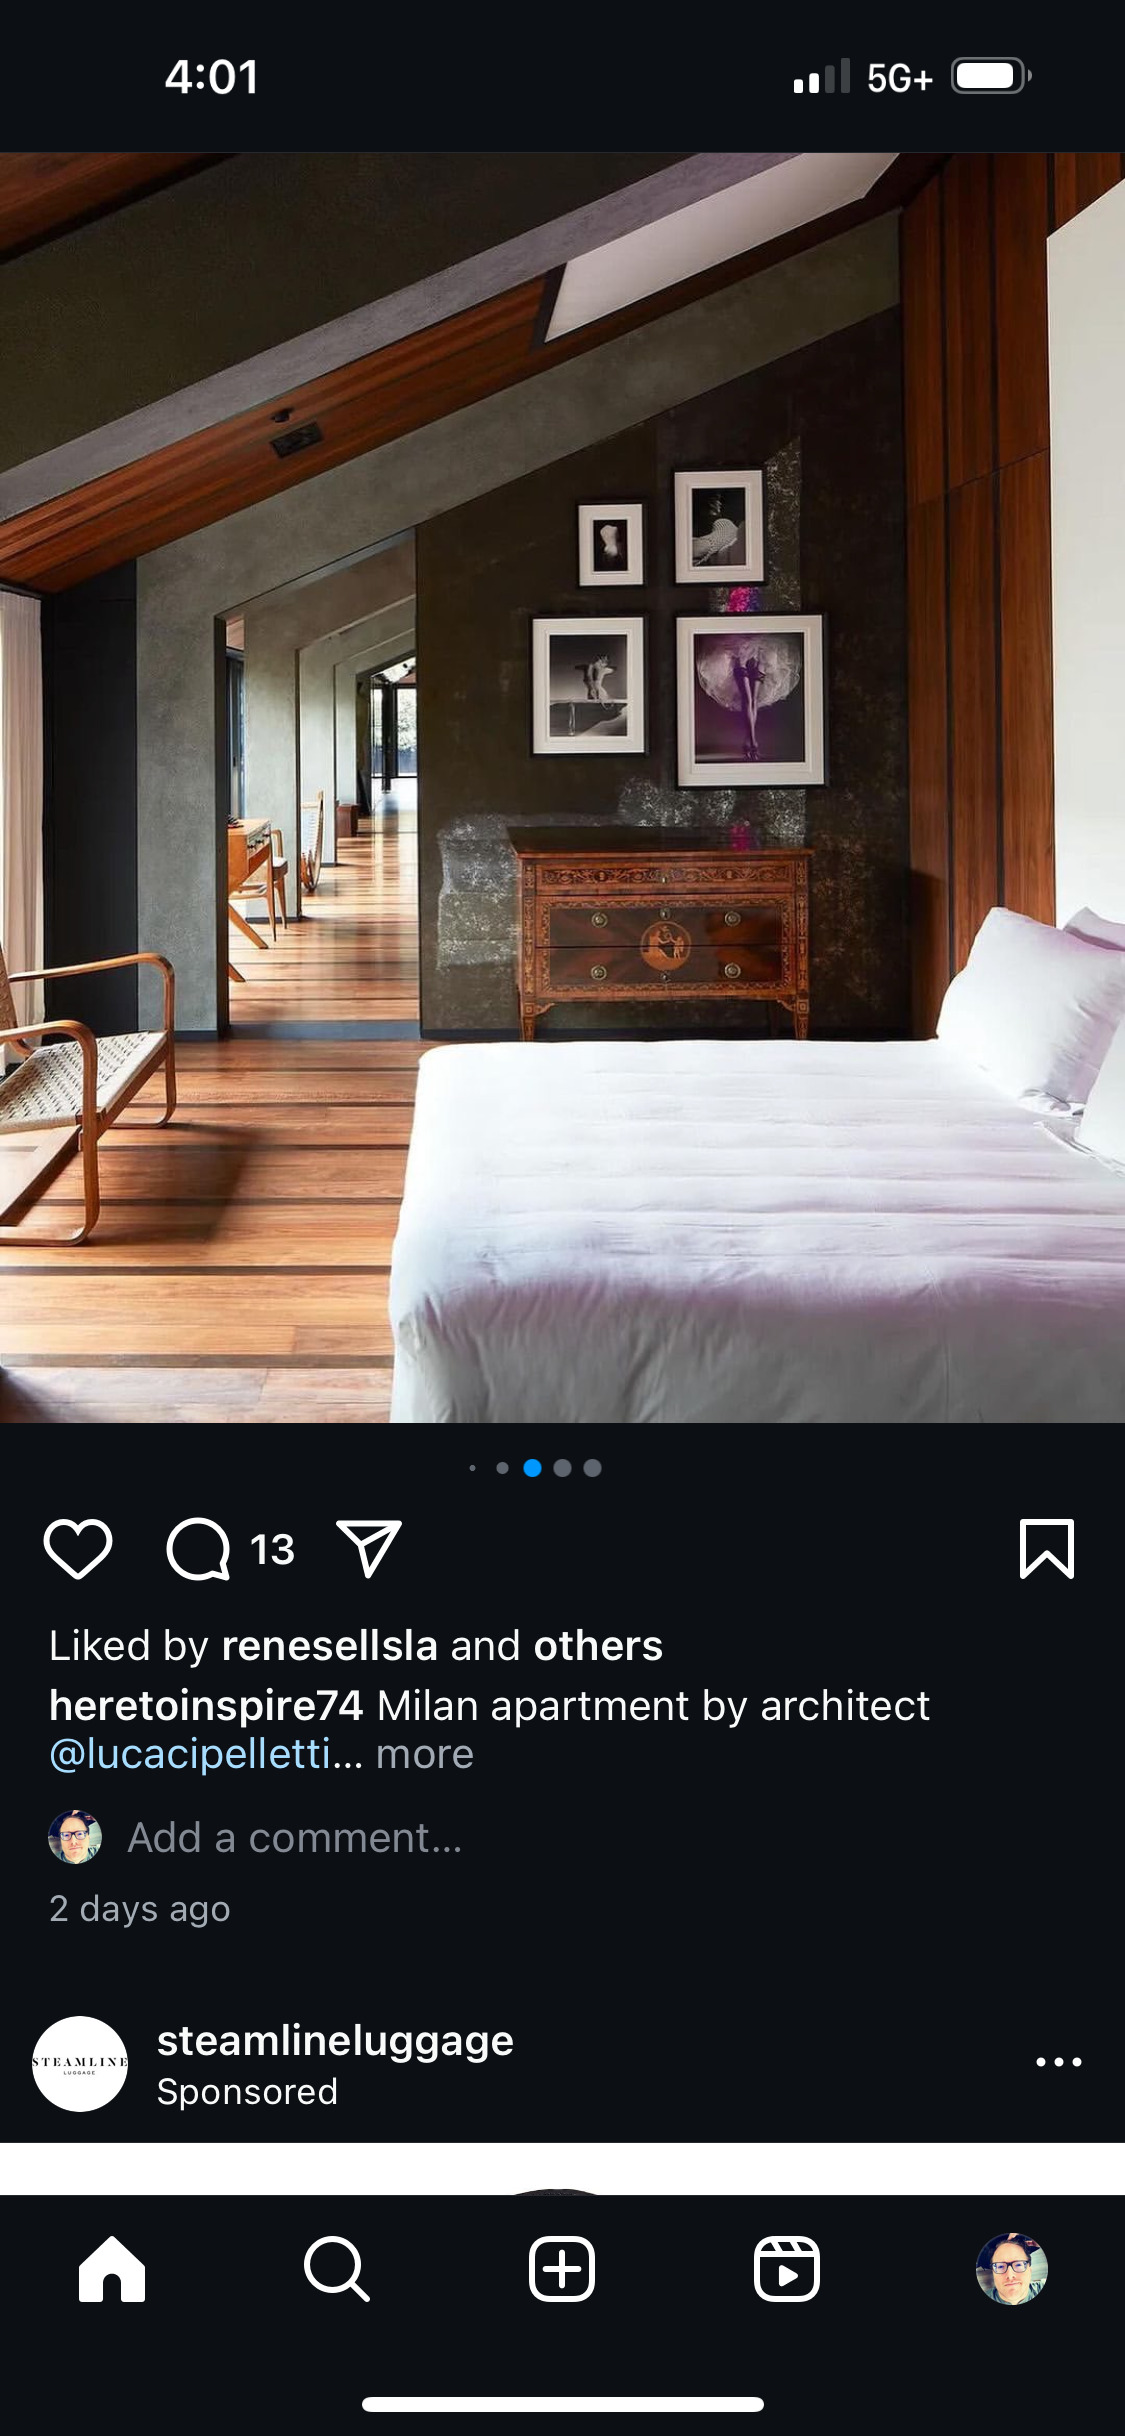 4:01
5G+
13
Liked by renesellsla and others
heretoinspire74 Milan apartment by architect
@lucacipelletti... more
Add a comment...
2 days ago
STEAMLINE
LUGGAGE
steamlineluggage
Sponsored